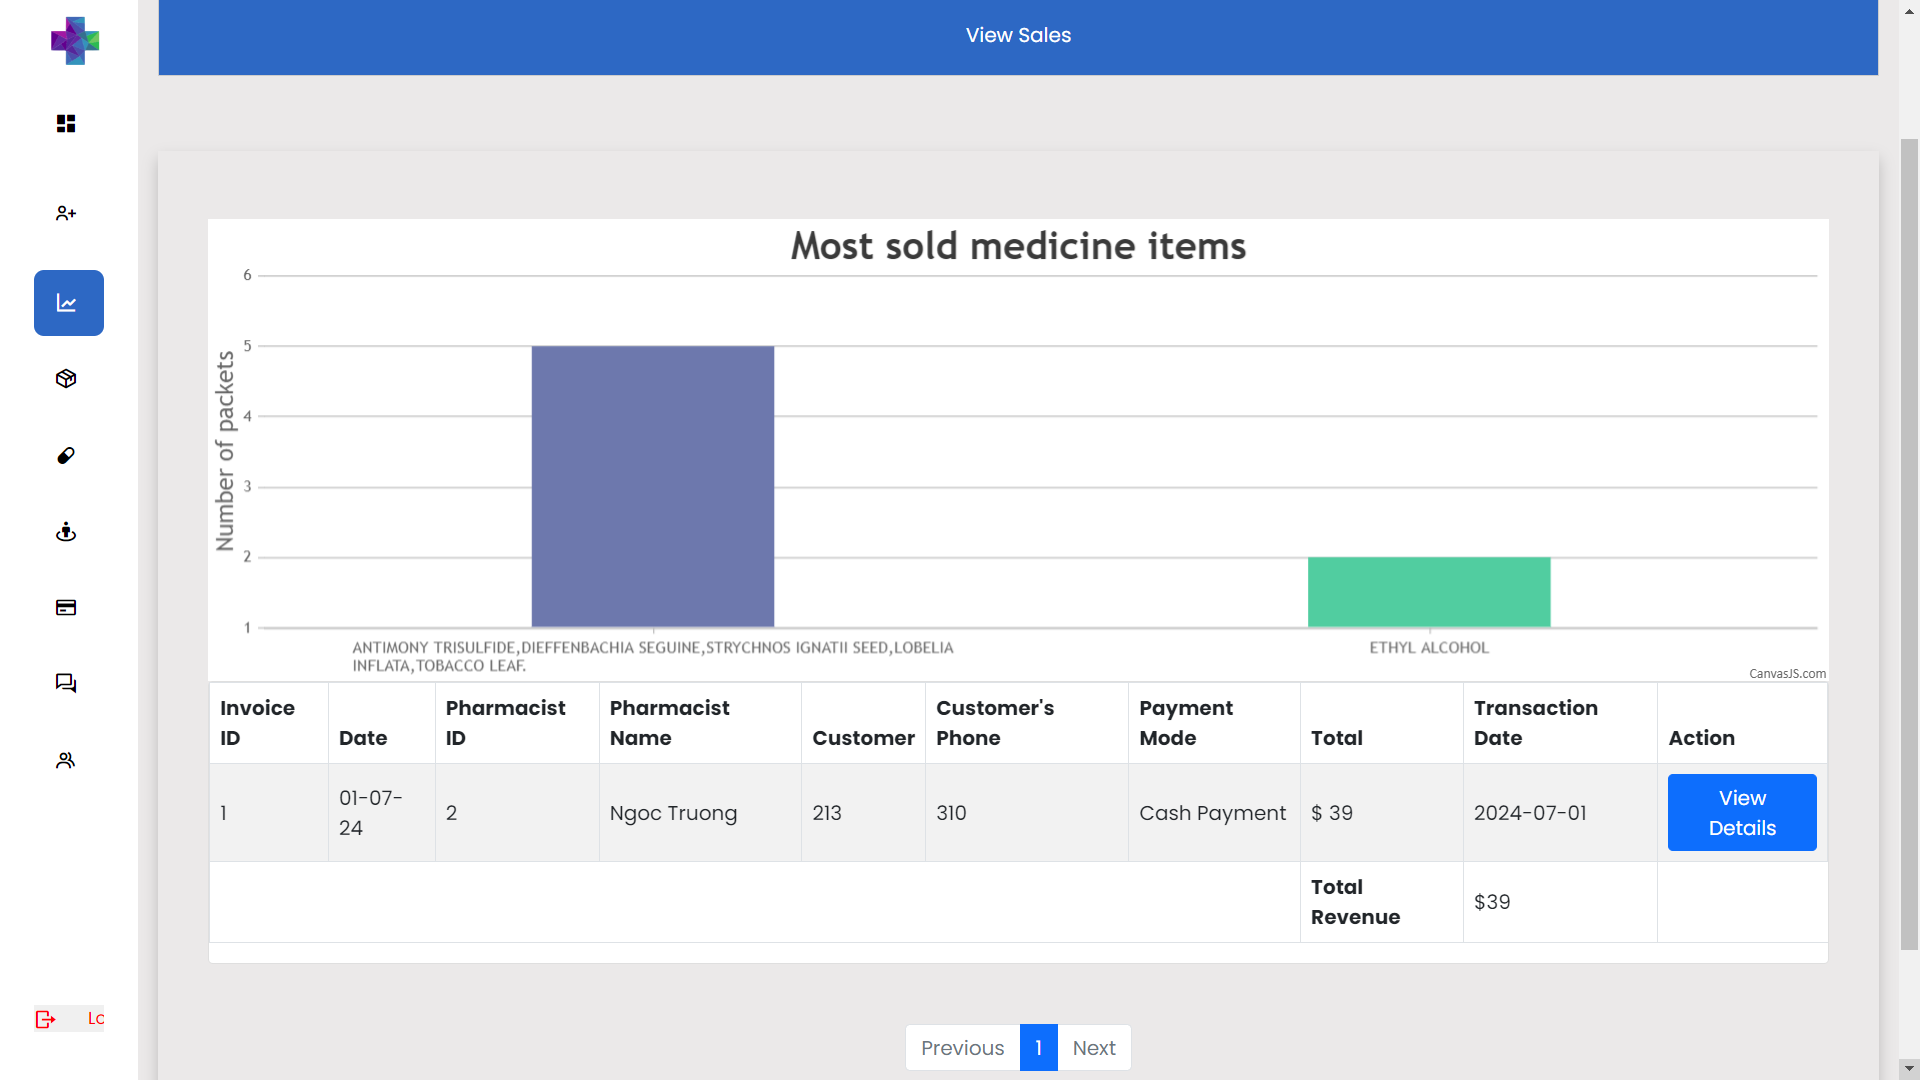 View Sales
Most sold medicine items
Number of packets
6
5
4
3
2
1
ANTIMONY TRISULFIDE,DIEFFENBACHIA SEGUINE,STRYCHNOS IGNATII SEED,LOBELIA
INFLATA,TOBACCO LEAF.
ETHYL ALCOHOL
CanvasJS.com
Invoice ID Date Pharmacist ID Pharmacist Name Customer Customer's Phone Payment Mode Total Transaction Date Action
1 01-07-24 2 Ngoc Truong 213 310 Cash Payment $ 39 2024-07-01 View Details
Total Revenue $39
Lo
Previous 1 Next